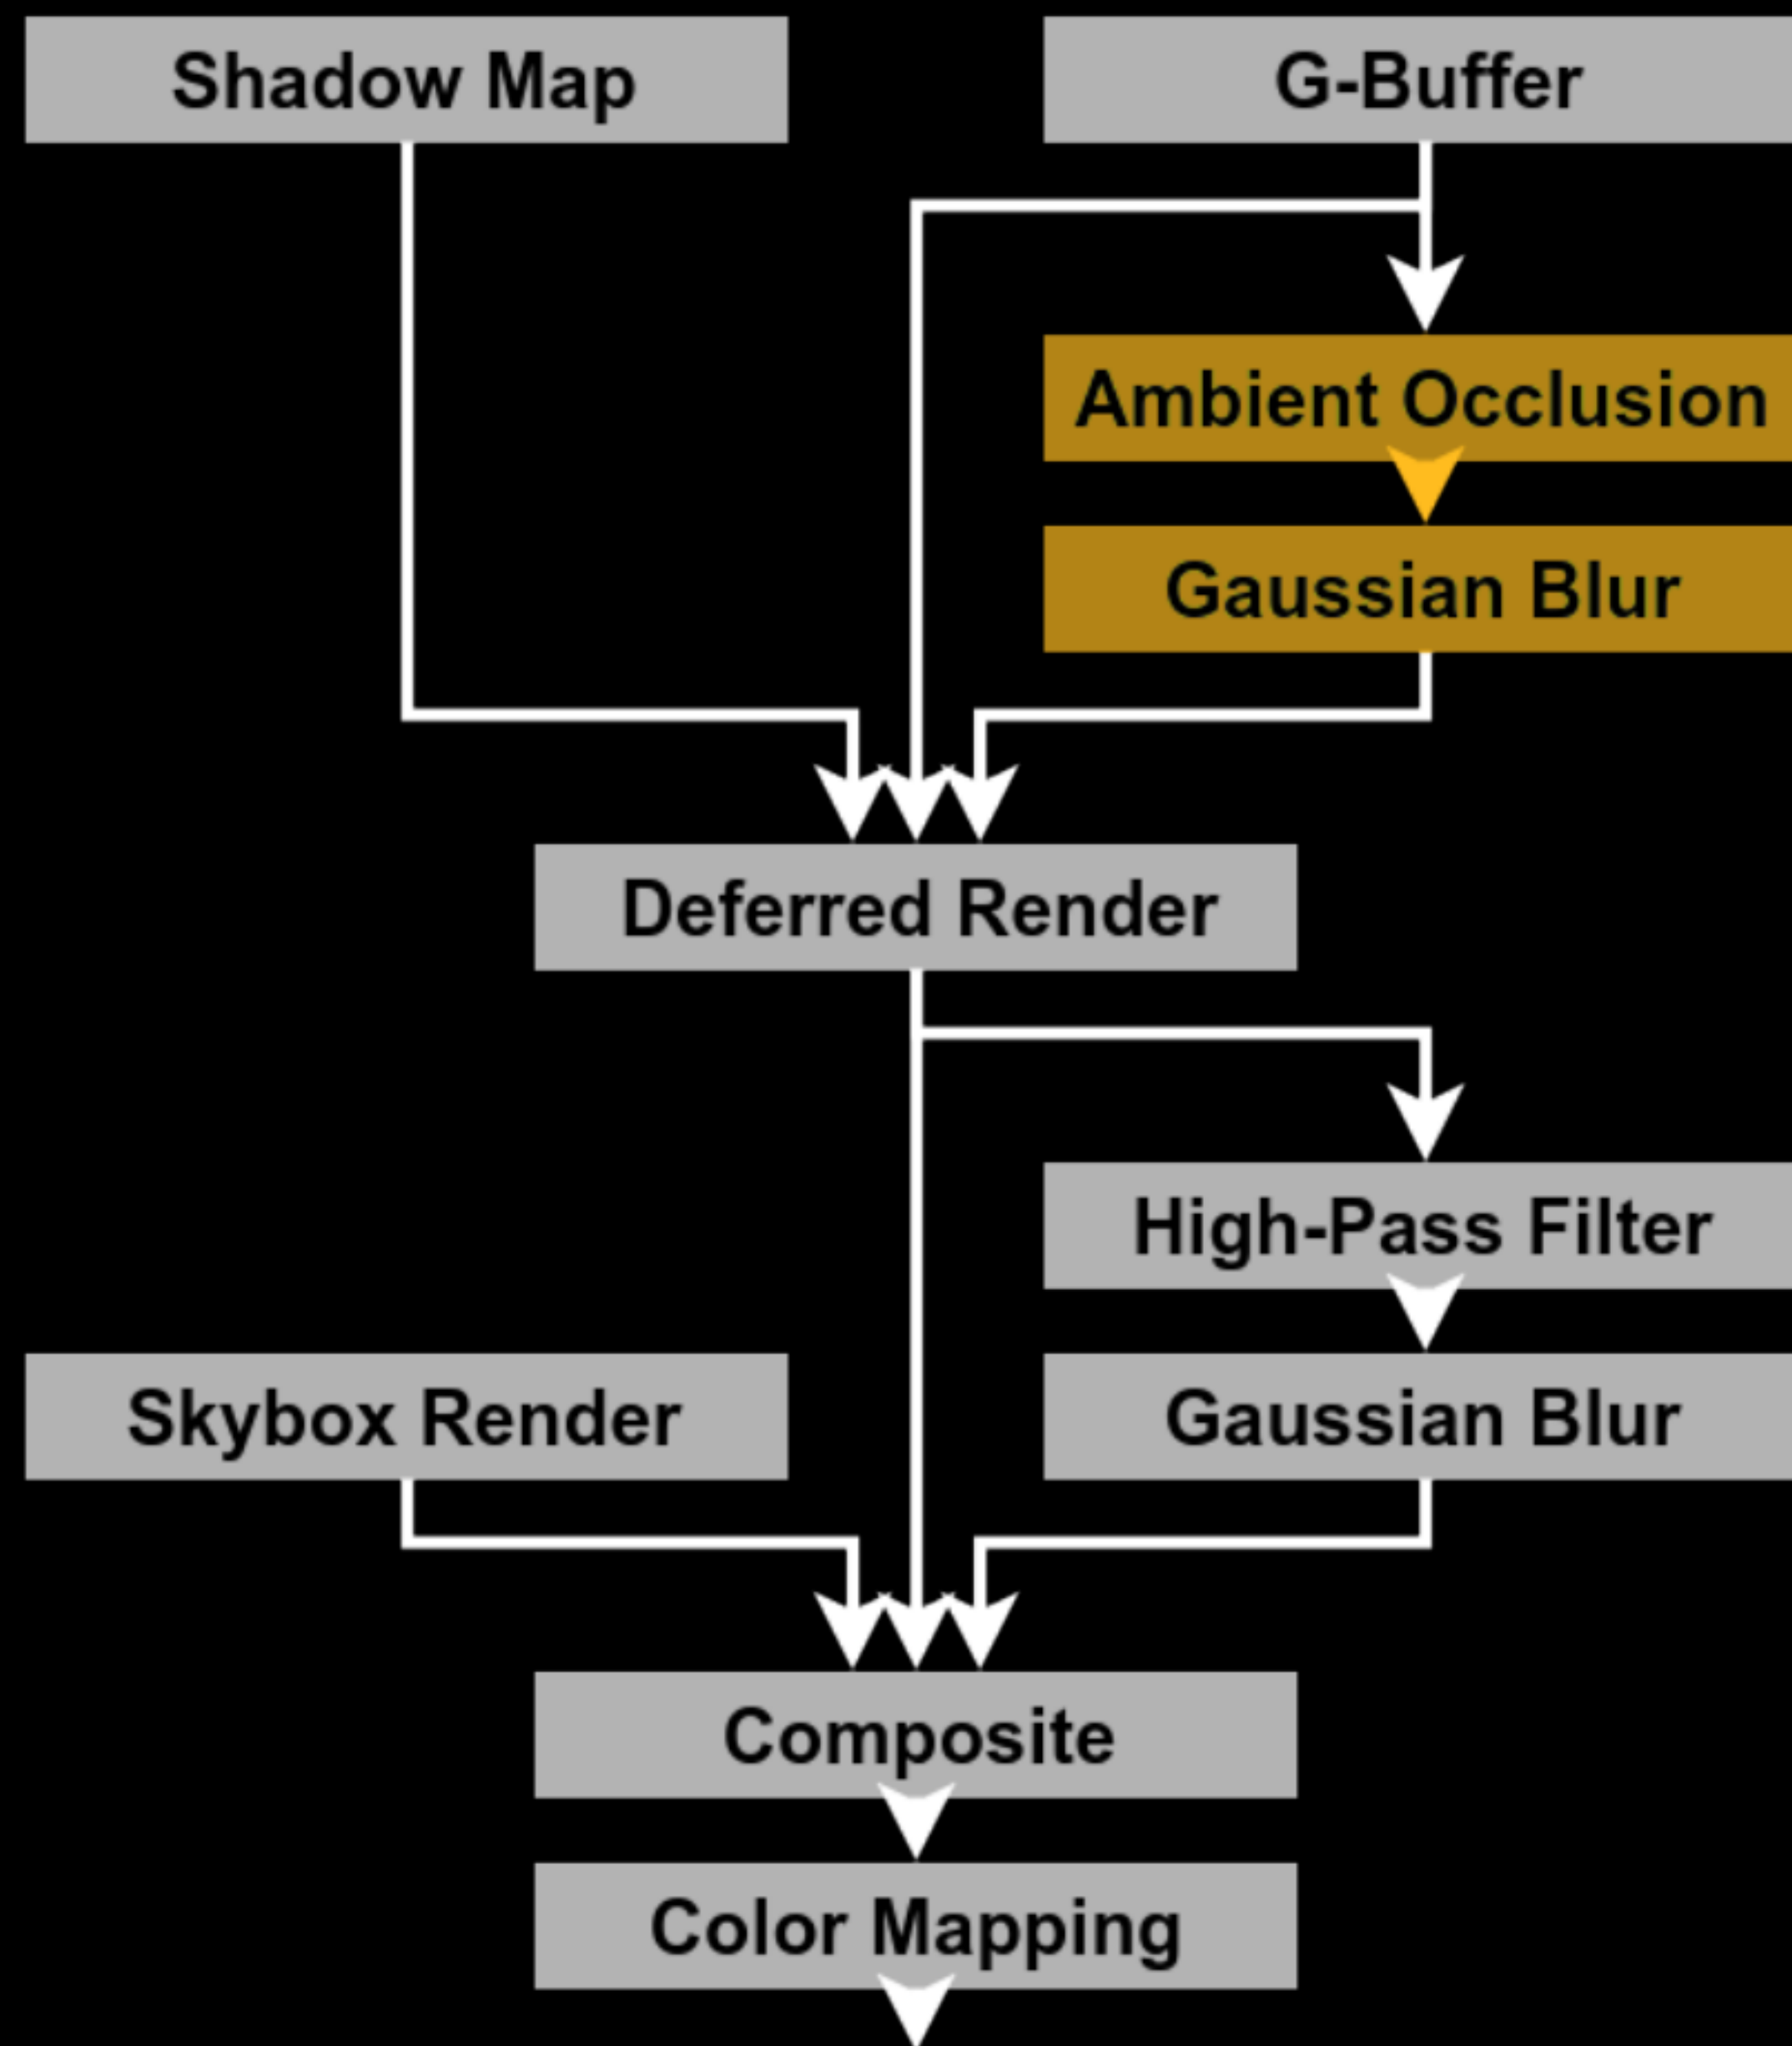 Shadow Map
G-Buffer
Ambient Occlusion
Gaussian Blur
Deferred Render
High-Pass Filter
Skybox Render
Gaussian Blur
Composite
Color Mapping